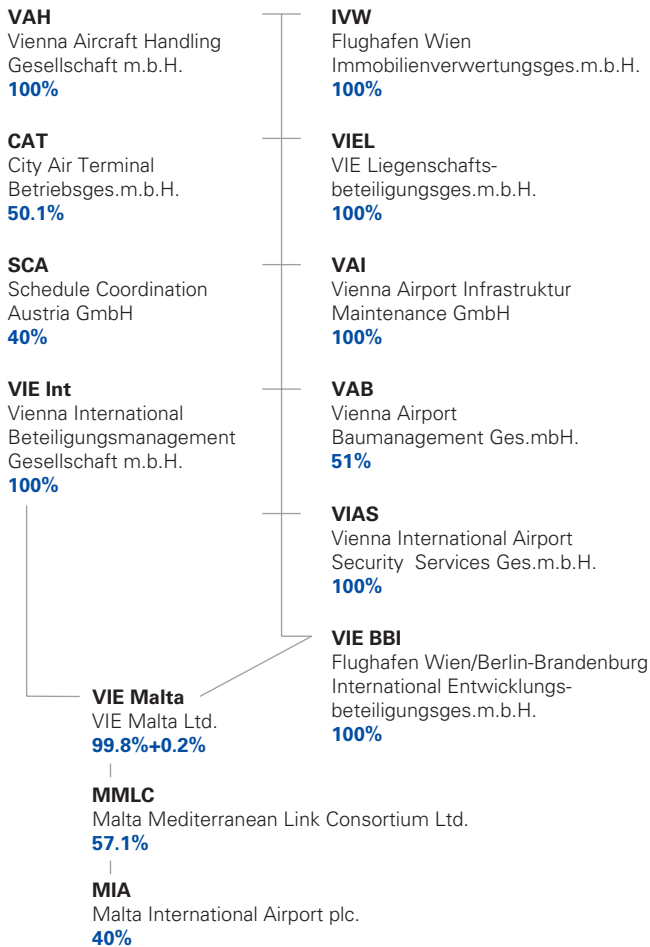 VAH
Vienna Aircraft Handling
Gesellschaft m.b.H.
100%
CAT
City Air Terminal
Betriebsges.m.b.H.
50.1%
SCA
Schedule Coordination
Austria GmbH
40%
VIE Int
Vienna International
Beteiligungsmanagement
Gesellschaft m.b.H.
100%
IVW
Flughafen Wien
Immobilienverwertungsges.m.b.H.
100%
VIEL
VIE Liegenschafts-
beteiligungsges.m.b.H.
100%
VAI
Vienna Airport Infrastruktur
Maintenance GmbH
100%
VAB
Vienna Airport
Baumanagement Ges.mbH.
51%
VIAS
Vienna International Airport
Security  Services Ges.m.b.H.
100%
VIE BBI
Flughafen Wien/Berlin-Brandenburg
International Entwicklungs-
beteiligungsges.m.b.H.
100%
VIE Malta
VIE Malta Ltd.
99.8%+0.2%
MMLC
Malta Mediterranean Link Consortium Ltd.
57.1%
MIA
Malta International Airport plc.
40%